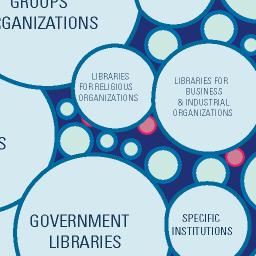 GROUPS
ORGANIZATIONS
LIBRARIES
FOR RELIGIOUS
ORGANIZATIONS
LIBRARIES FOR
BUSINESS
& INDUSTRIAL
ORGANIZATIONS
S
GOVERNMENT
LIBRARIES
SPECIFIC
INSTITUTIONS